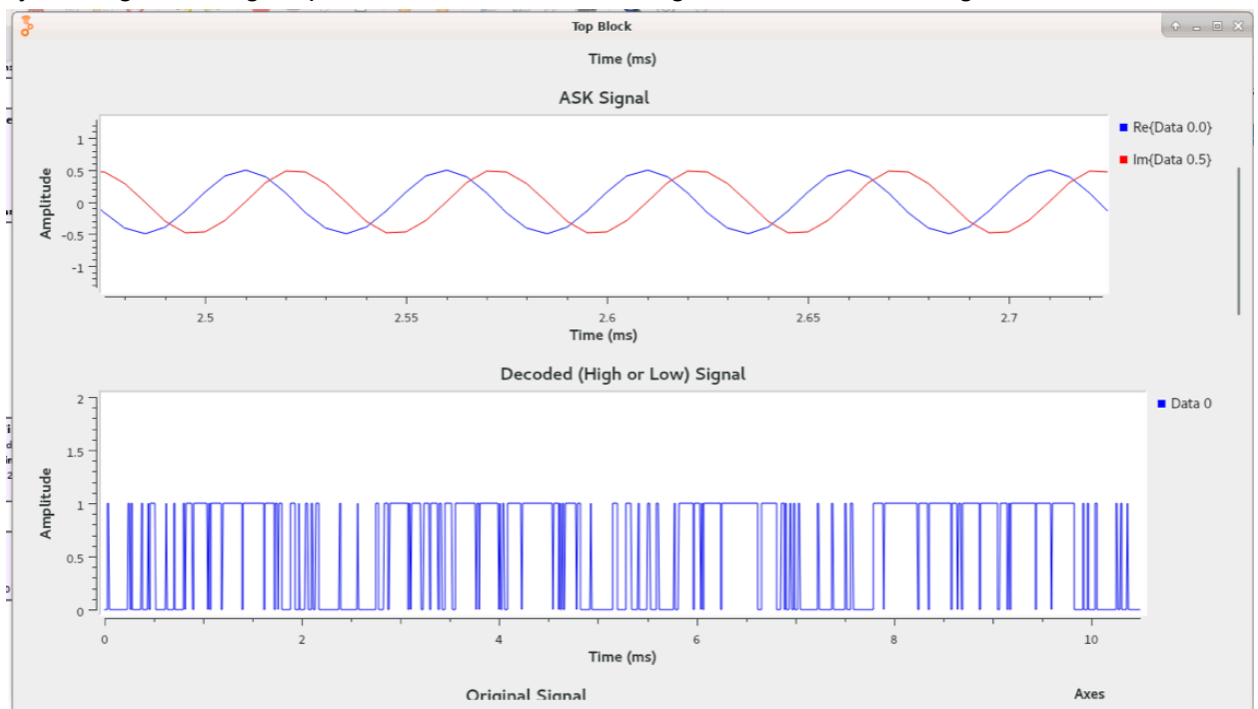 Top Block
Time (ms)
ASK Signal
Re{Data 0.0}
Im{Data 0.5}
Amplitude
1
0.5
0
-0.5
-1
2.5 2.55 2.6 2.65 2.7
Time (ms)
Decoded (High or Low) Signal
Data 0
Amplitude
2
1.5
1
0.5
0
0 2 4 6 8 10
Time (ms)
Original Signal
Axes